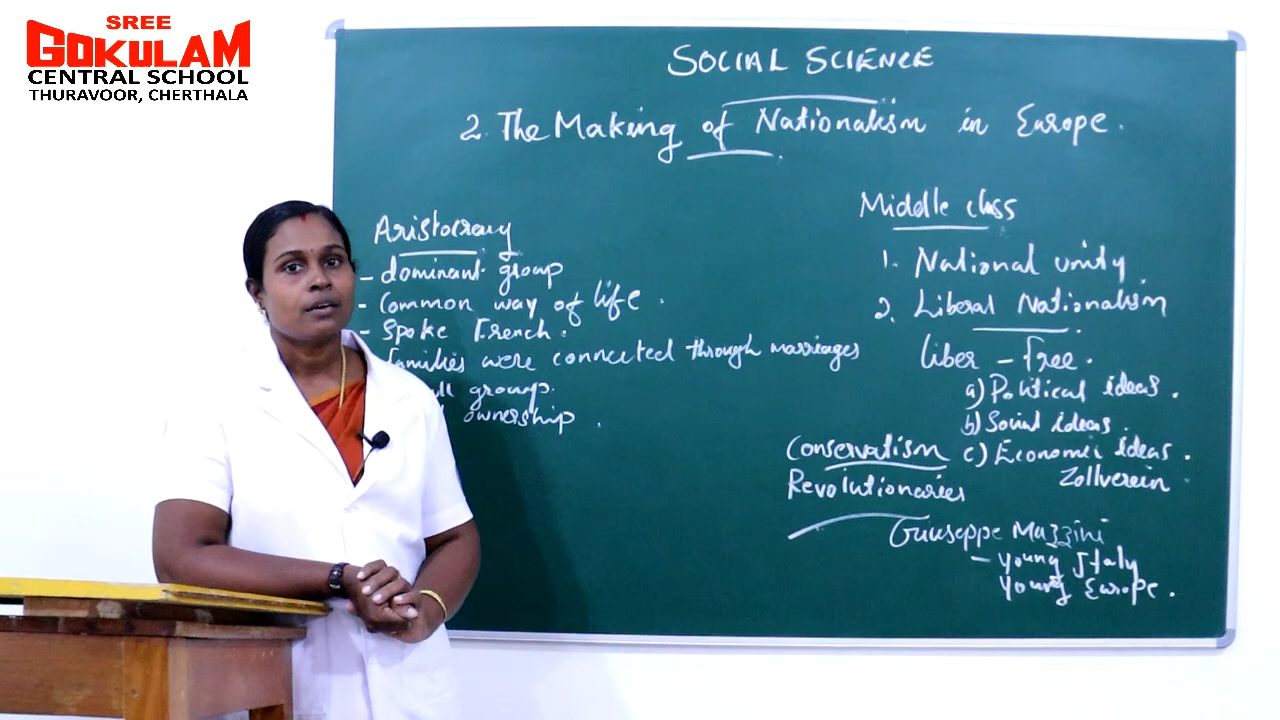 SREE
GOKULAM
CENTRAL SCHOOL
THURAVOOR, CHERTHALA
SOCIAL SCIENCE
2. The Making of Nationalism in Europe.
Aristocracy
- dominant group
- Common way of life.
- Spoke French.
families were connected through marriages
group.
ownership.
Middle class
1. National unity
2. Liberal Nationalism
liber - free.
a) Political ideas.
b) Social ideas.
c) Economic ideas.
Zollverein
Conservatism
Revolutionaries
Giuseppe Mazzini
- Young Italy
Young Europe.